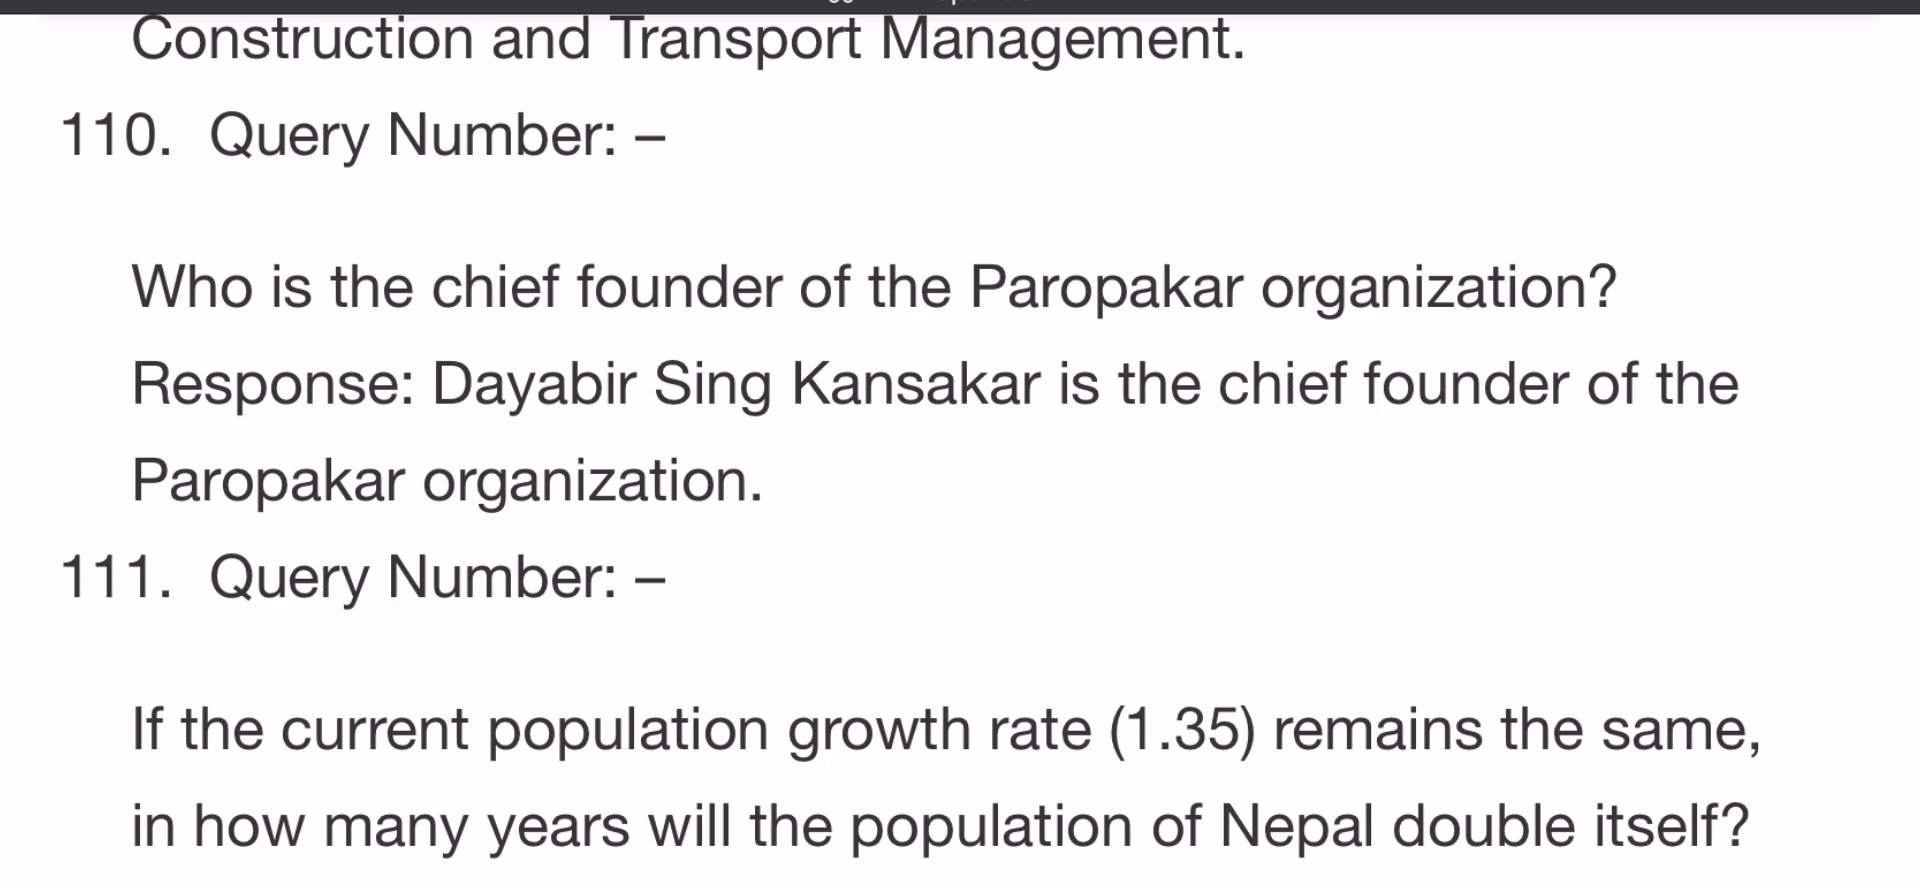 Construction and Transport Management.
110. Query Number: –
Who is the chief founder of the Paropakar organization?
Response: Dayabir Sing Kansakar is the chief founder of the
Paropakar organization.
111. Query Number: –
If the current population growth rate (1.35) remains the same,
in how many years will the population of Nepal double itself?